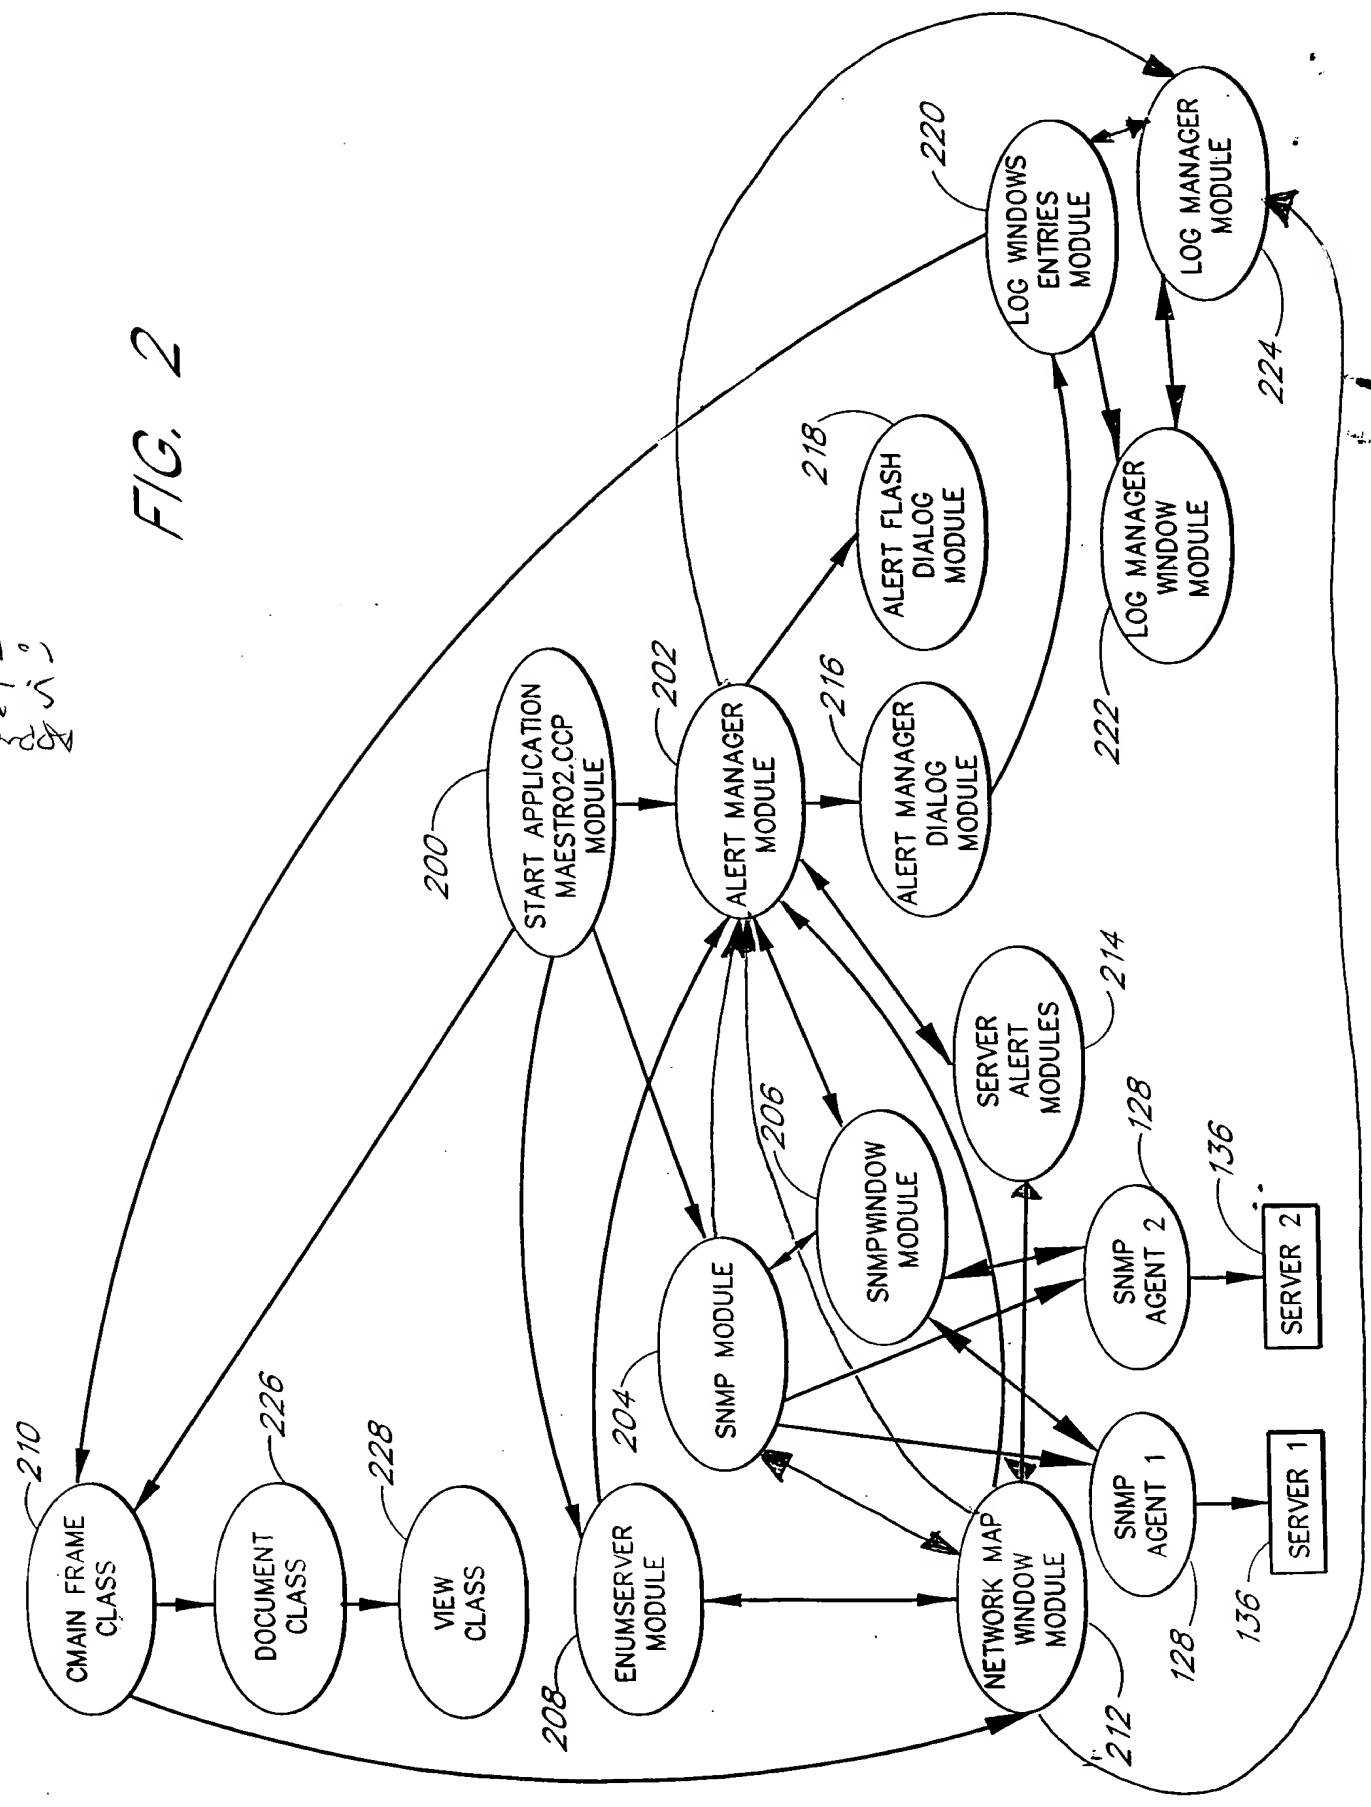 FIG. 2
210
CMAIN FRAME
CLASS
226
DOCUMENT
CLASS
228
VIEW
CLASS
200
START APPLICATION
MAESTRO2.CCP
MODULE
208
ENUMSERVER
MODULE
204
SNMP MODULE
202
ALERT MANAGER
MODULE
206
SNMPWINDOW
MODULE
216
ALERT MANAGER
DIALOG
MODULE
218
ALERT FLASH
DIALOG
MODULE
220
LOG WINDOWS
ENTRIES
MODULE
212
NETWORK MAP
WINDOW
MODULE
214
SERVER
ALERT
MODULES
222
LOG MANAGER
WINDOW
MODULE
224
LOG MANAGER
MODULE
128
SNMP
AGENT 1
128
SNMP
AGENT 2
136
SERVER 1
136
SERVER 2